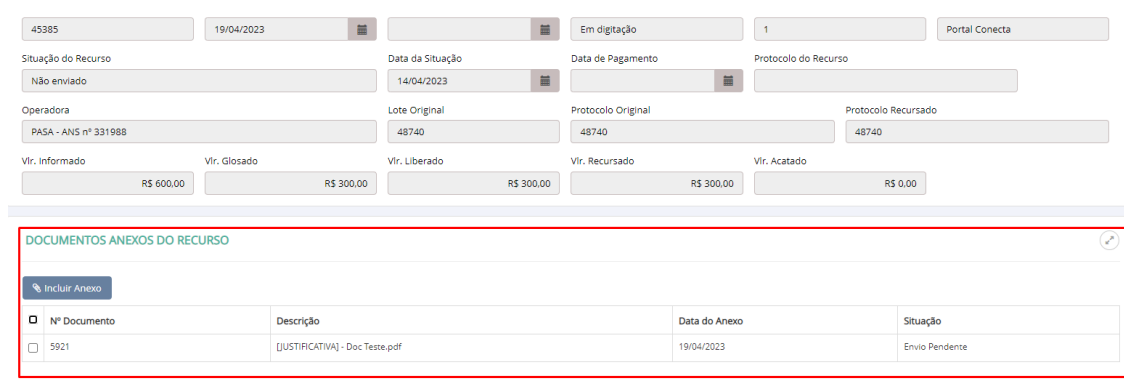 45385 19/04/2023 Em digitação 1 Portal Conecta
Situação do Recurso Data da Situação Data de Pagamento Protocolo do Recurso
Não enviado 14/04/2023
Operadora Lote Original Protocolo Original Protocolo Recursado
PASA - ANS nº 331988 48740 48740 48740
Vlr. Informado Vlr. Glosado Vlr. Liberado Vlr. Recursado Vlr. Acatado
R$ 600,00 R$ 300,00 R$ 300,00 R$ 300,00 R$ 0,00
DOCUMENTOS ANEXOS DO RECURSO
Incluir Anexo
Nº Documento Descrição Data do Anexo Situação
5921 [JUSTIFICATIVA] - Doc Teste.pdf 19/04/2023 Envio Pendente